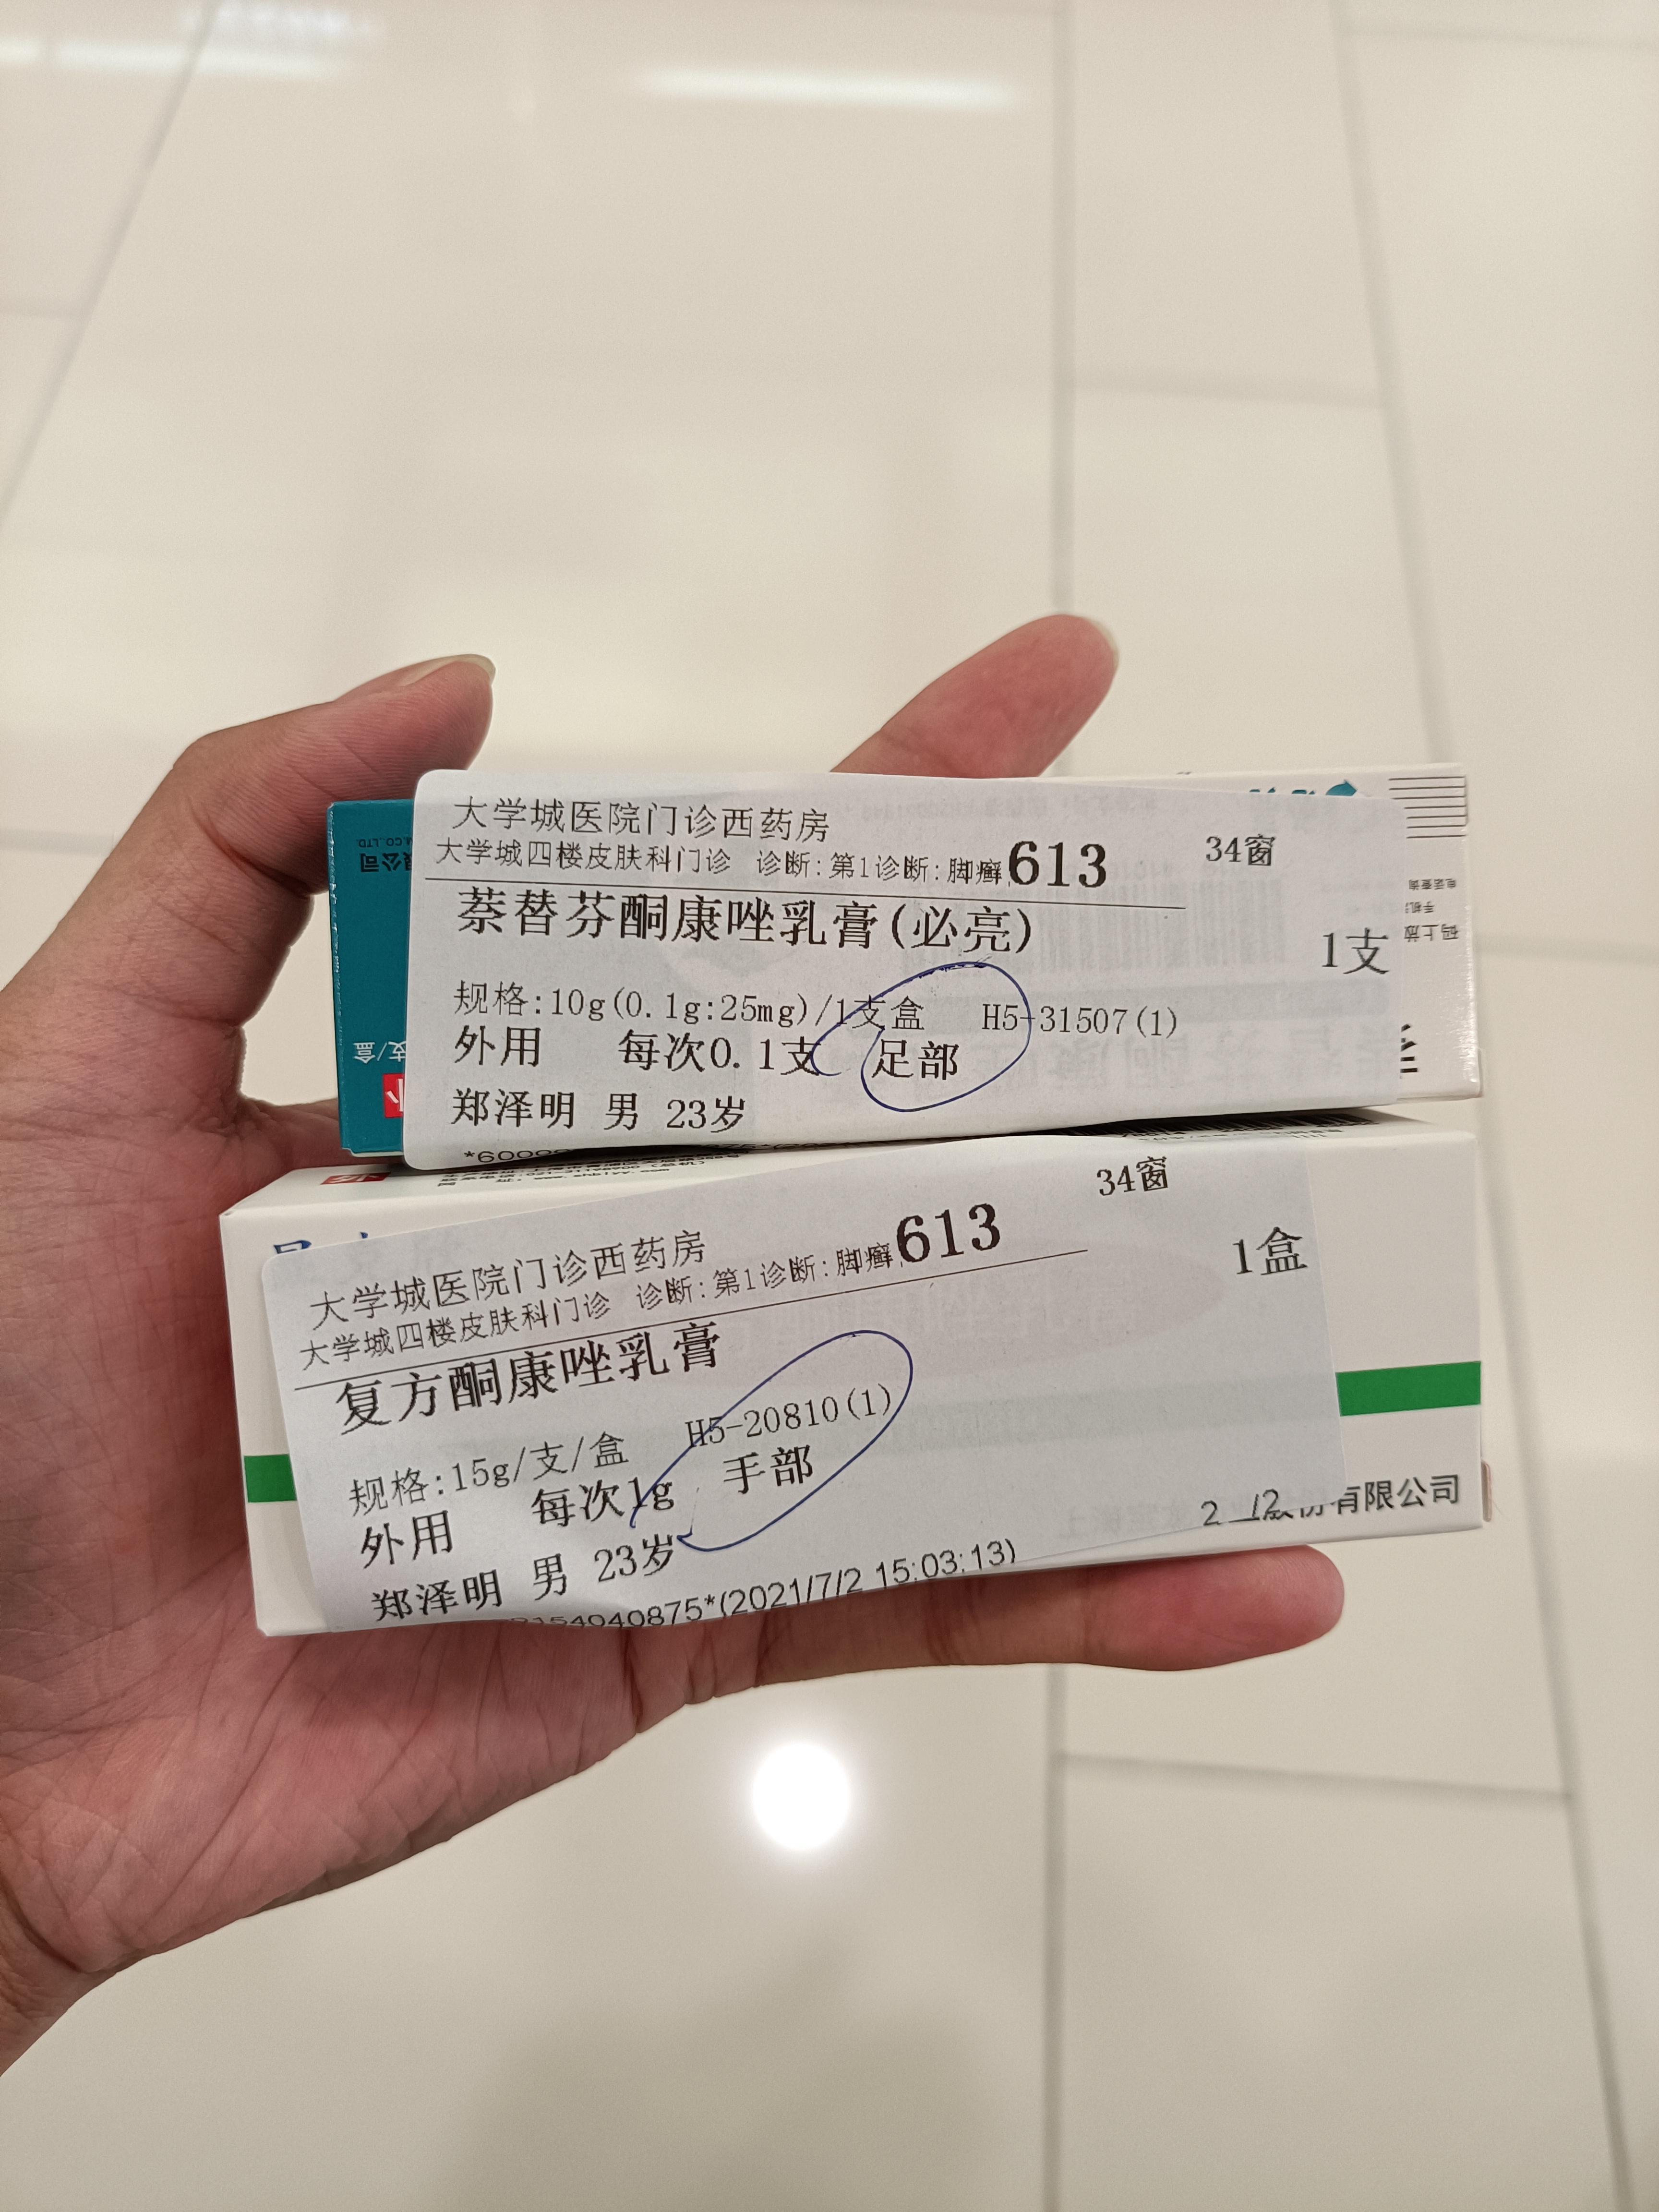 大学城医院门诊西药房
大学城四楼皮肤科门诊 诊断:第1诊断:脚癣 613 34窗
萘替芬酮康唑乳膏(必亮) 1支
规格:10g(0.1g:25mg)/1支盒 H5-31507(1)
外用 每次0.1支 足部
郑泽明 男 23岁
大学城医院门诊西药房
大学城四楼皮肤科门诊 诊断:第1诊断:脚癣 613 34窗
复方酮康唑乳膏 1盒
规格:15g/支/盒 H5-20810(1)
外用 每次1g 手部
郑泽明 男 23岁
154040875*(2021/7/2 15:03:13)
有限公司